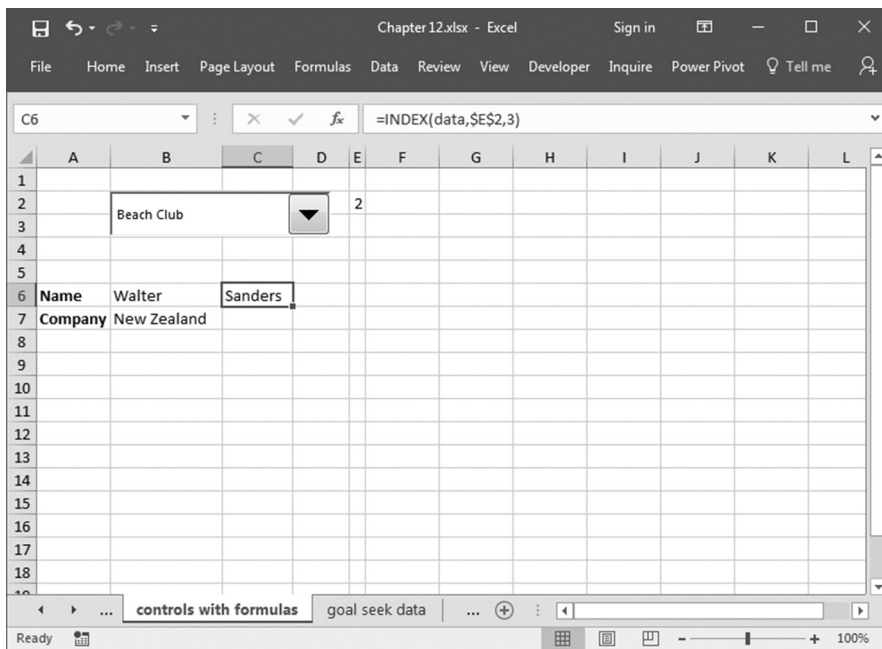 Chapter 12.xlsx - Excel Sign in
File Home Insert Page Layout Formulas Data Review View Developer Inquire Power Pivot Tell me
C6 fx =INDEX(data,$E$2,3)
A B C D E F G H I J K L
1
2 2
Beach Club
3
4
5
6 Name Walter Sanders
7 Company New Zealand
8
9
10
11
12
13
14
15
16
17
18
19
... controls with formulas goal seek data ...
Ready 100%